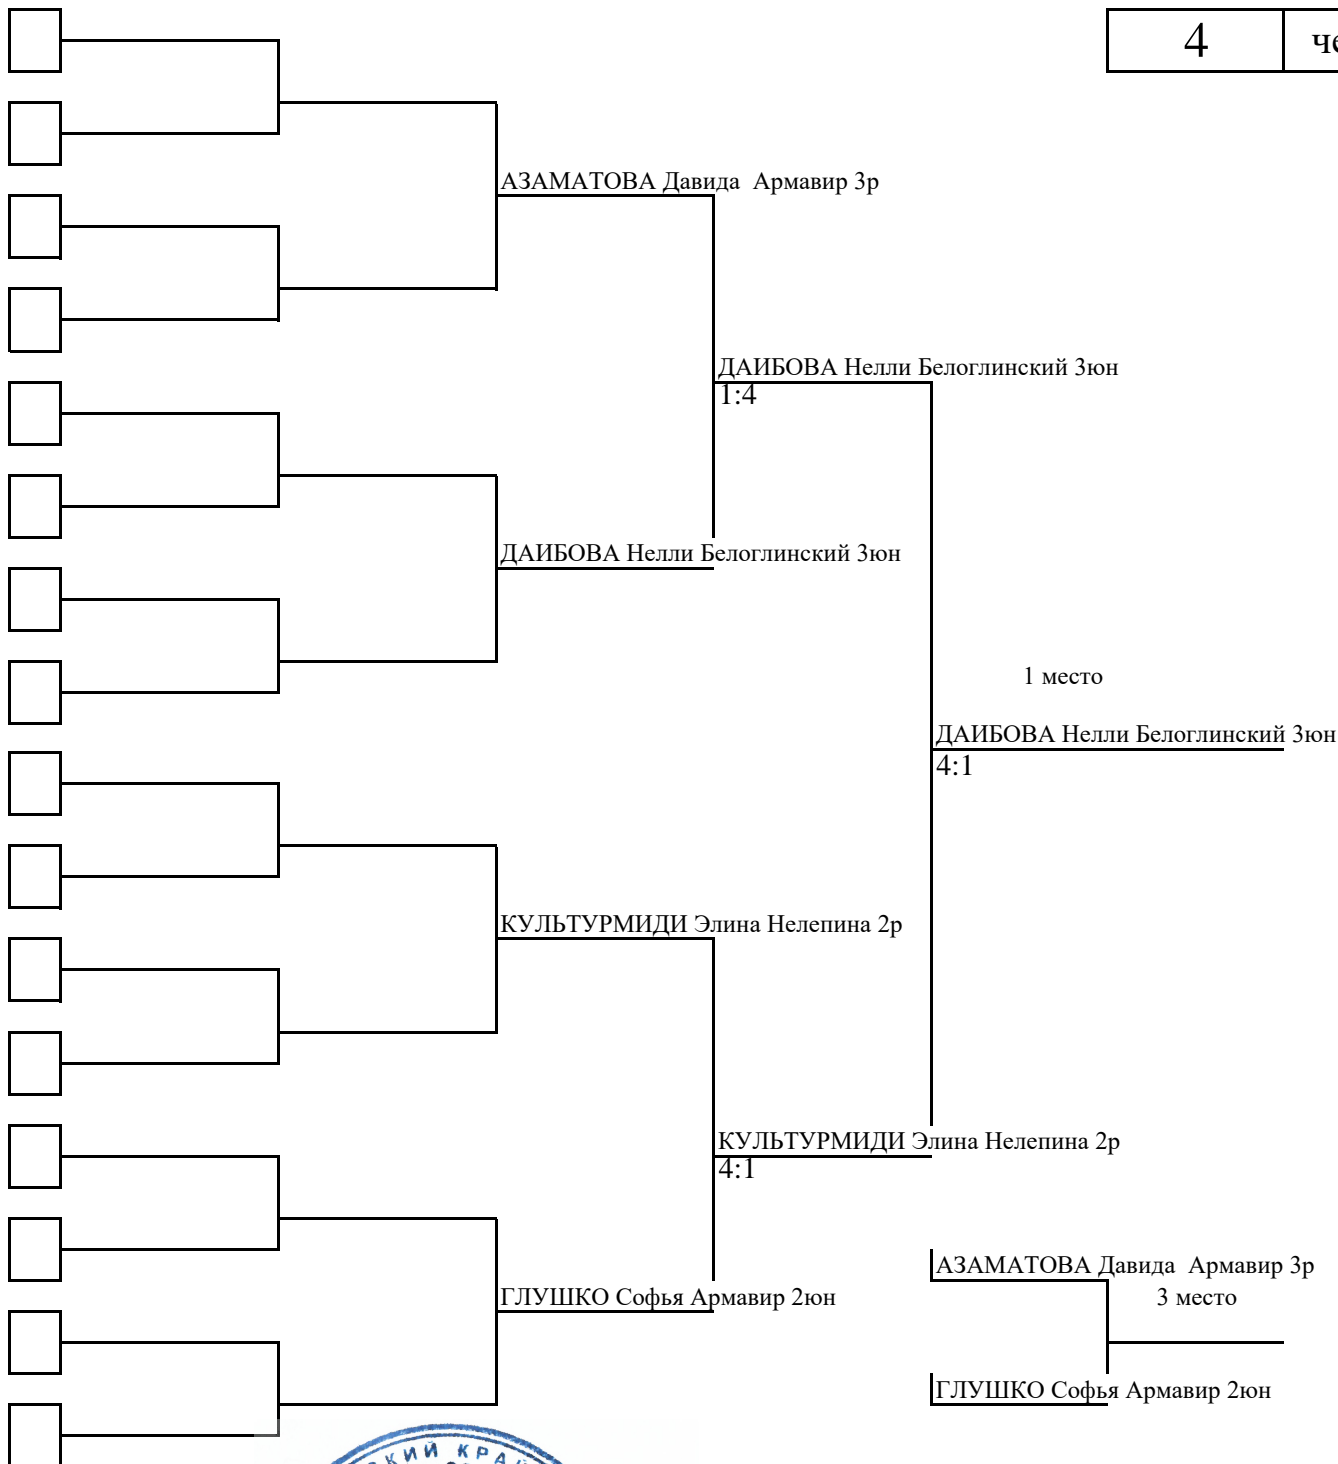 4 че
АЗАМАТОВА Давида  Армавир 3р
ДАИБОВА Нелли Белоглинский 3юн
1:4
ДАИБОВА Нелли Белоглинский 3юн
1 место
ДАИБОВА Нелли Белоглинский 3юн
4:1
КУЛЬТУРМИДИ Элина Нелепина 2р
КУЛЬТУРМИДИ Элина Нелепина 2р
4:1
АЗАМАТОВА Давида  Армавир 3р
ГЛУШКО Софья Армавир 2юн
3 место
ГЛУШКО Софья Армавир 2юн